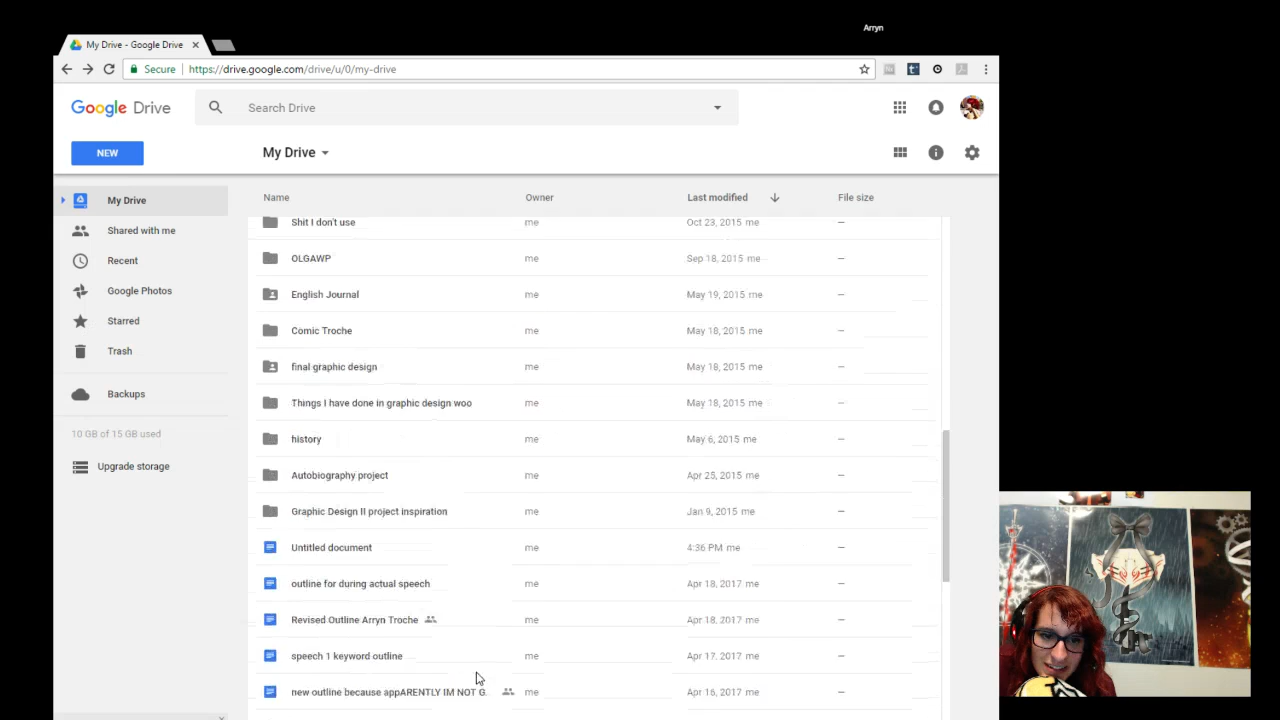 Arryn
My Drive - Google Drive
Secure https://drive.google.com/drive/u/0/my-drive
Google Drive Search Drive
NEW My Drive
My Drive
Shared with me
Recent
Google Photos
Starred
Trash
Backups
10 GB of 15 GB used
Upgrade storage
Name Owner Last modified File size
Shit I don't use me Oct 23, 2015 me –
OLGAWP me Sep 18, 2015 me –
English Journal me May 19, 2015 me –
Comic Troche me May 18, 2015 me –
final graphic design me May 18, 2015 me –
Things I have done in graphic design woo me May 18, 2015 me –
history me May 6, 2015 me –
Autobiography project me Apr 25, 2015 me –
Graphic Design II project inspiration me Jan 9, 2015 me –
Untitled document me 4:36 PM me –
outline for during actual speech me Apr 18, 2017 me –
Revised Outline Arryn Troche me Apr 18, 2017 me –
speech 1 keyword outline me Apr 17, 2017 me –
new outline because appARENTLY IM NOT G... me Apr 16, 2017 me –